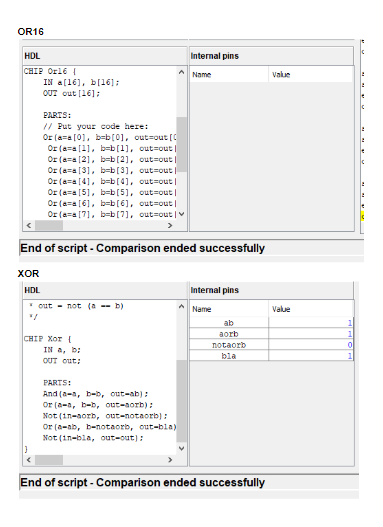 OR16
HDL
Internal pins
CHIP Or16 {
Name
Value
IN a[16], b[16];
OUT out[16];
PARTS:
// Put your code here:
Or(a=a[0], b=b[0], out=out[0
Or(a=a[1], b=b[1], out=out[
Or(a=a[2], b=b[2], out=out[
Or(a=a[3], b=b[3], out=out[
Or(a=a[4], b=b[4], out=out[
Or(a=a[5], b=b[5], out=out[
Or(a=a[6], b=b[6], out=out[
Or(a=a[7], b=b[7], out=out[
End of script - Comparison ended successfully
XOR
HDL
Internal pins
* out = not (a == b)
*/
Name
Value
ab 1
aorb 1
notaorb 0
bla 1
CHIP Xor {
IN a, b;
OUT out;
PARTS:
And(a=a, b=b, out=ab);
Or(a=a, b=b, out=aorb);
Not(in=aorb, out=notaorb);
Or(a=ab, b=notaorb, out=bla)
Not(in=bla, out=out);
}
End of script - Comparison ended successfully